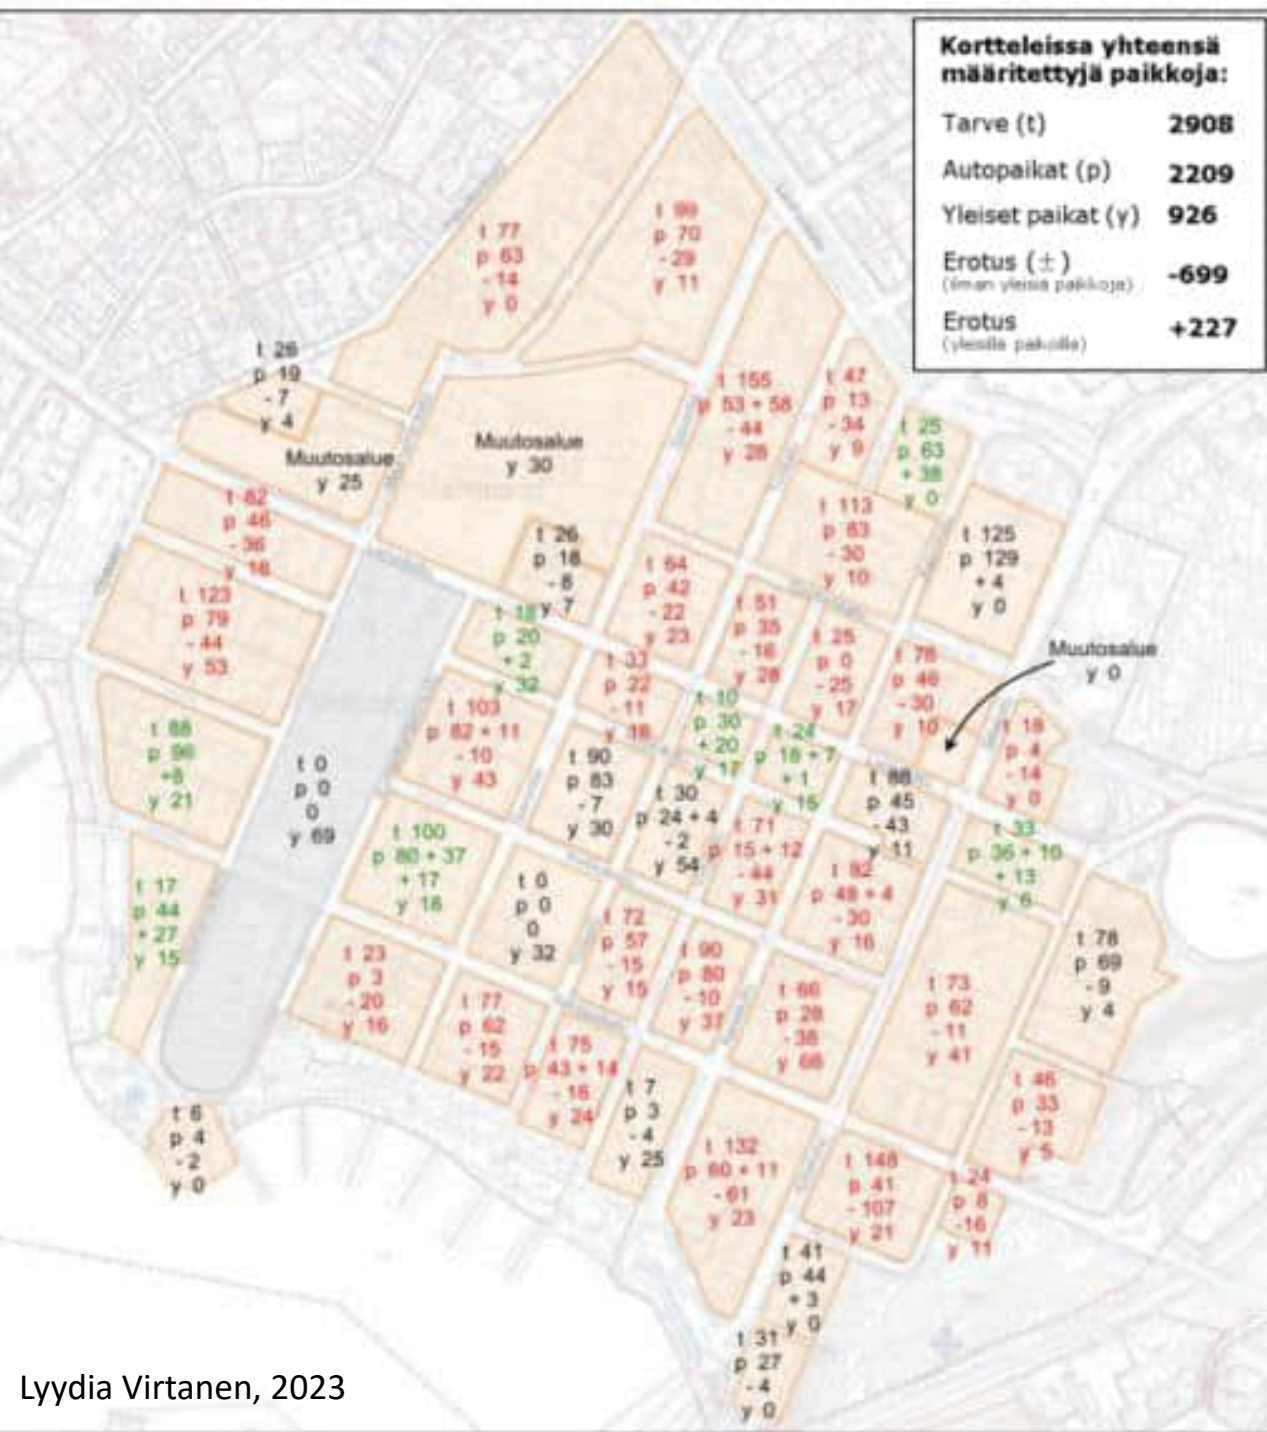 Kortteleissa yhteensä
määritettyjä paikkoja:
Tarve (t) 2908
Autopaikat (p) 2209
Yleiset paikat (y) 926
Erotus (±) -699
(ilman yleisiä paikkoja)
Erotus +227
(yleisillä paikoilla)
t 77
p 63
- 14
y 0
t 99
p 70
- 29
y 11
t 26
p 19
- 7
y 4
Muutosalue
y 25
Muutosalue
y 30
t 155
p 53 + 58
- 44
y 28
t 47
p 13
- 34
y 9
t 25
p 63
+ 38
y 0
t 82
p 46
- 36
y 18
t 26
p 18
- 8
y 7
t 113
p 83
- 30
y 10
t 125
p 129
+ 4
y 0
t 123
p 79
- 44
y 53
t 18
p 20
+ 2
y 32
t 64
p 42
- 22
y 23
t 51
p 35
- 16
y 28
t 25
p 0
- 25
y 17
t 76
p 46
- 30
y 10
Muutosalue
y 0
t 33
p 22
- 11
y 16
t 10
p 30
+ 20
y 17
t 24
p 18 + 7
+ 1
y 15
t 18
p 4
- 14
y 0
t 88
p 96
+8
y 21
t 0
p 0
0
y 69
t 103
p 82 + 11
- 10
y 43
t 90
p 83
- 7
y 30
t 30
p 24 + 4
- 2
y 54
t 71
p 15 + 12
- 44
y 31
t 88
p 45
- 43
y 11
t 33
p 36 + 10
+ 13
y 6
t 100
p 80 + 37
+ 17
y 18
t 0
p 0
0
y 32
t 82
p 48 + 4
- 30
y 16
t 17
p 44
+ 27
y 15
t 72
p 57
- 15
y 15
t 90
p 80
- 10
y 37
t 66
p 28
- 38
y 66
t 73
p 62
- 11
y 41
t 78
p 69
- 9
y 4
t 23
p 3
- 20
y 16
t 77
p 62
- 15
y 22
t 75
p 43 + 14
- 18
y 24
t 7
p 3
- 4
y 25
t 46
p 33
- 13
y 5
t 6
p 4
- 2
y 0
t 132
p 60 + 11
- 61
y 23
t 148
p 41
- 107
y 21
t 24
p 8
-16
y 11
t 41
p 44
+ 3
y 0
t 31
p 27
- 4
y 0
Lyydia Virtanen, 2023